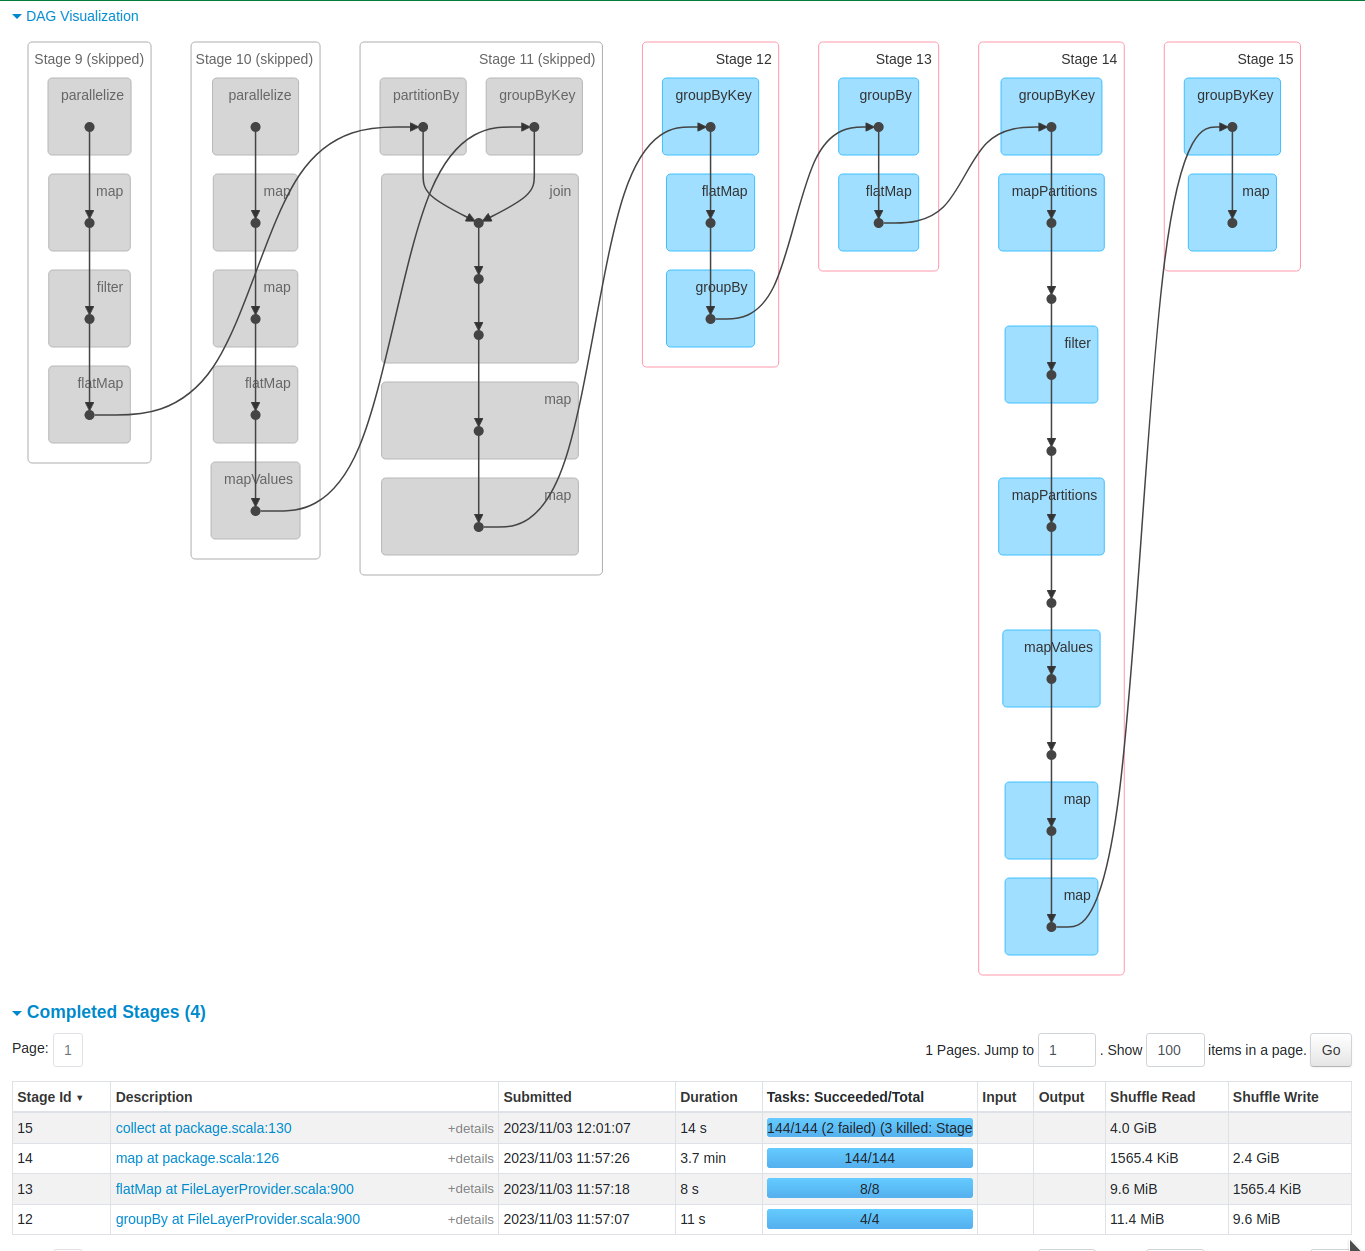 DAG Visualization
Stage 9 (skipped)
parallelize
map
filter
flatMap
Stage 10 (skipped)
parallelize
map
map
flatMap
mapValues
Stage 11 (skipped)
partitionBy
groupByKey
join
map
map
Stage 12
groupByKey
flatMap
groupBy
Stage 13
groupBy
flatMap
Stage 14
groupByKey
mapPartitions
filter
mapPartitions
mapValues
map
map
Stage 15
groupByKey
map
Completed Stages (4)
Page: 1
1 Pages. Jump to 1 . Show 100 items in a page. Go
Stage Id ▾ Description Submitted Duration Tasks: Succeeded/Total Input Output Shuffle Read Shuffle Write
15 collect at package.scala:130 +details 2023/11/03 12:01:07 14 s 144/144 (2 failed) (3 killed: Stage 4.0 GiB
14 map at package.scala:126 +details 2023/11/03 11:57:26 3.7 min 144/144 1565.4 KiB 2.4 GiB
13 flatMap at FileLayerProvider.scala:900 +details 2023/11/03 11:57:18 8 s 8/8 9.6 MiB 1565.4 KiB
12 groupBy at FileLayerProvider.scala:900 +details 2023/11/03 11:57:07 11 s 4/4 11.4 MiB 9.6 MiB